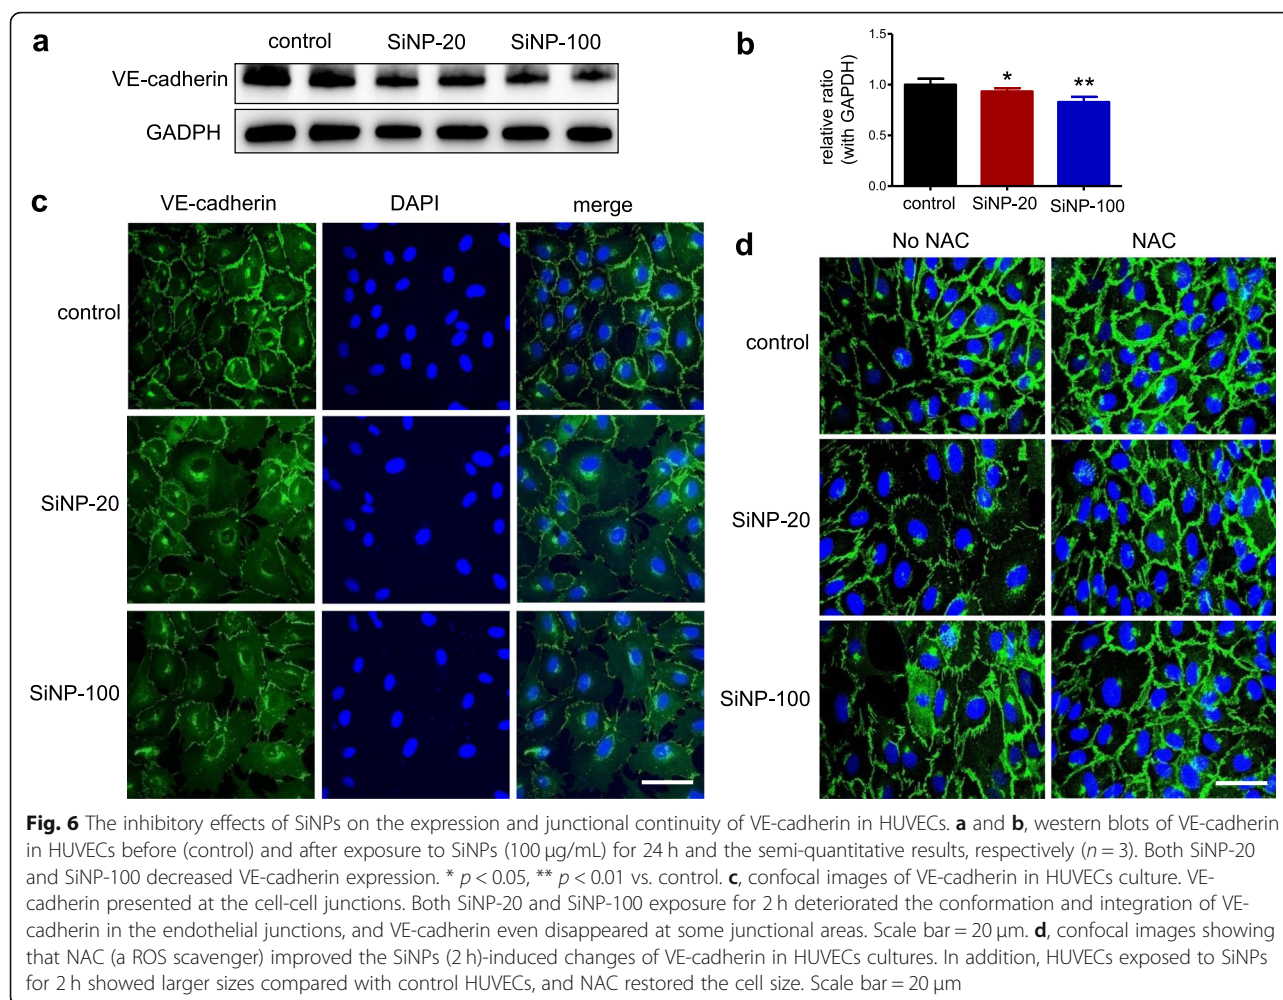 a
control SiNP-20 SiNP-100
VE-cadherin
GADPH
b
relative ratio
(with GAPDH)
1.5
1.0
0.5
0.0
* **
control SiNP-20 SiNP-100
c
VE-cadherin DAPI merge
control
SiNP-20
SiNP-100
d
No NAC NAC
control
SiNP-20
SiNP-100
Fig. 6 The inhibitory effects of SiNPs on the expression and junctional continuity of VE-cadherin in HUVECs. a and b, western blots of VE-cadherin
in HUVECs before (control) and after exposure to SiNPs (100 μg/mL) for 24 h and the semi-quantitative results, respectively (n = 3). Both SiNP-20
and SiNP-100 decreased VE-cadherin expression. * p < 0.05, ** p < 0.01 vs. control. c, confocal images of VE-cadherin in HUVECs culture. VE-
cadherin presented at the cell-cell junctions. Both SiNP-20 and SiNP-100 exposure for 2 h deteriorated the conformation and integration of VE-
cadherin in the endothelial junctions, and VE-cadherin even disappeared at some junctional areas. Scale bar = 20 μm. d, confocal images showing
that NAC (a ROS scavenger) improved the SiNPs (2 h)-induced changes of VE-cadherin in HUVECs cultures. In addition, HUVECs exposed to SiNPs
for 2 h showed larger sizes compared with control HUVECs, and NAC restored the cell size. Scale bar = 20 μm